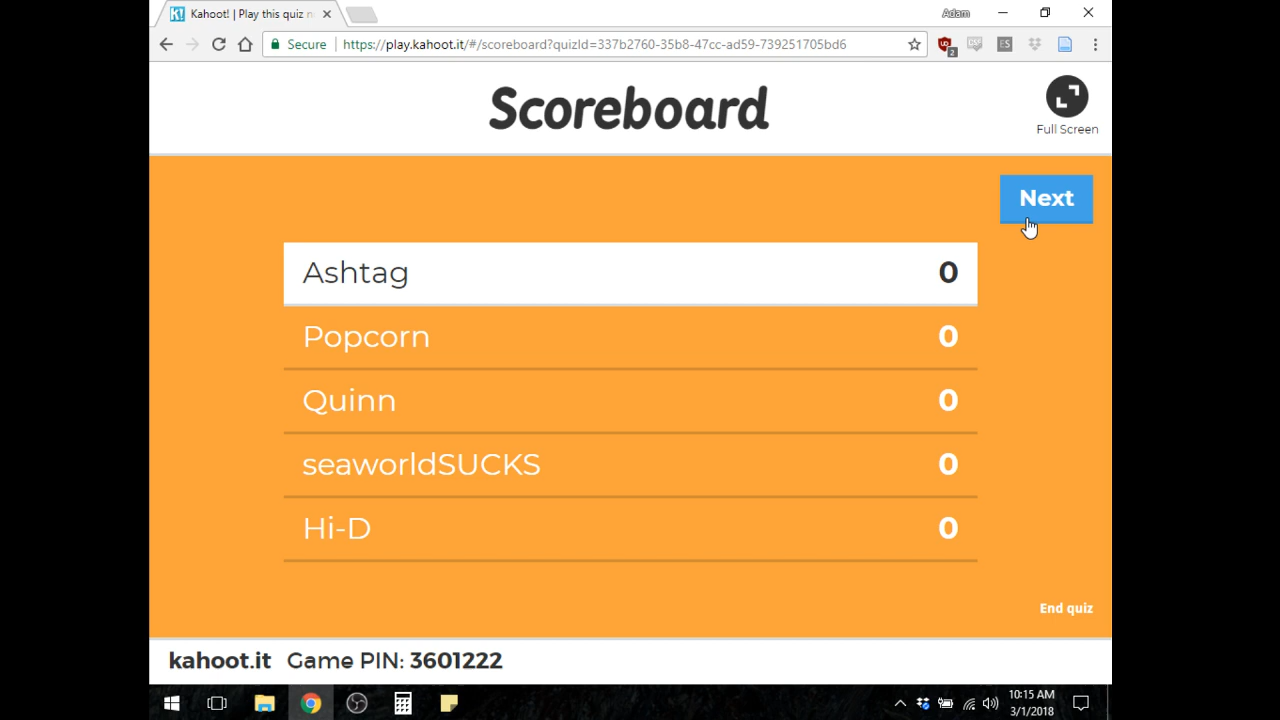 Kahoot! | Play this quiz n
Adam
Secure https://play.kahoot.it/#/scoreboard?quizId=337b2760-35b8-47cc-ad59-739251705bd6
2
ES
Scoreboard
Full Screen
Next
Ashtag 0
Popcorn 0
Quinn 0
seaworldSUCKS 0
Hi-D 0
End quiz
kahoot.it Game PIN: 3601222
10:15 AM
3/1/2018